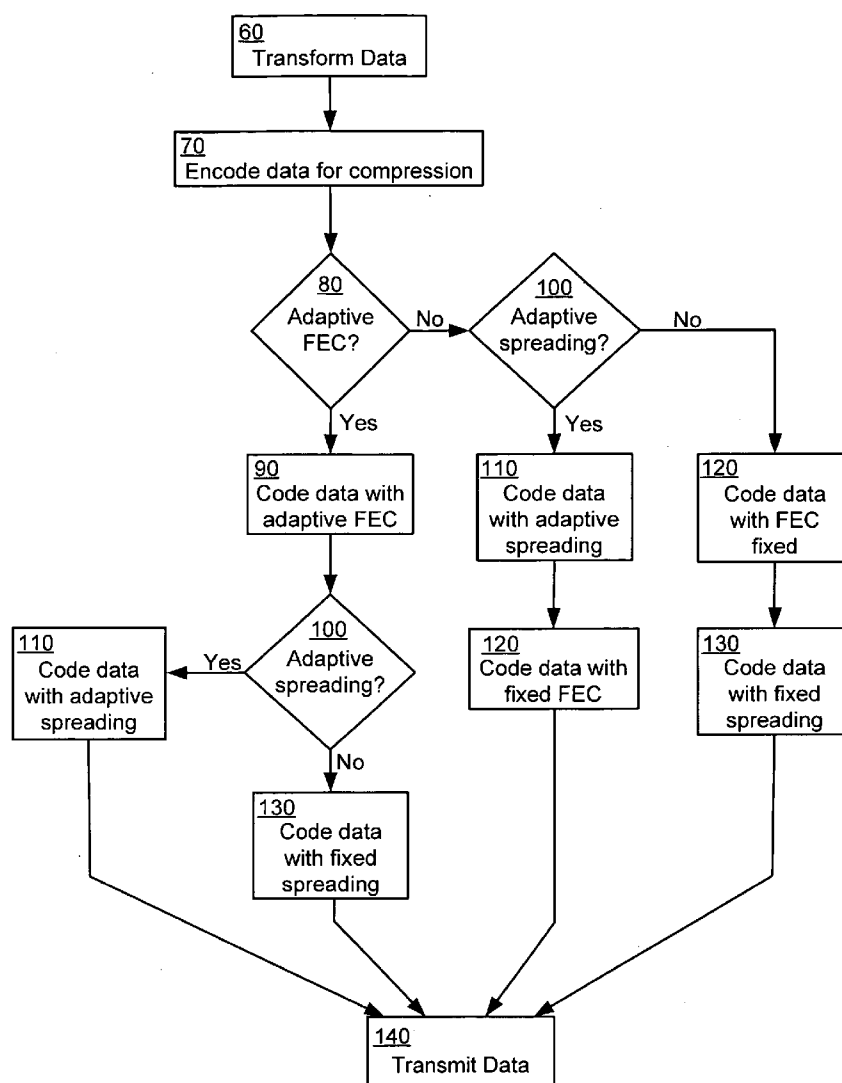 60
Transform Data
70
Encode data for compression
80
Adaptive
FEC?
No
100
Adaptive
spreading?
No
Yes
Yes
90
Code data with
adaptive FEC
110
Code data
with adaptive
spreading
120
Code data
with FEC
fixed
110
Code data
with adaptive
spreading
Yes
100
Adaptive
spreading?
120
Code data with
fixed FEC
130
Code data
with fixed
spreading
No
130
Code data
with fixed
spreading
140
Transmit Data